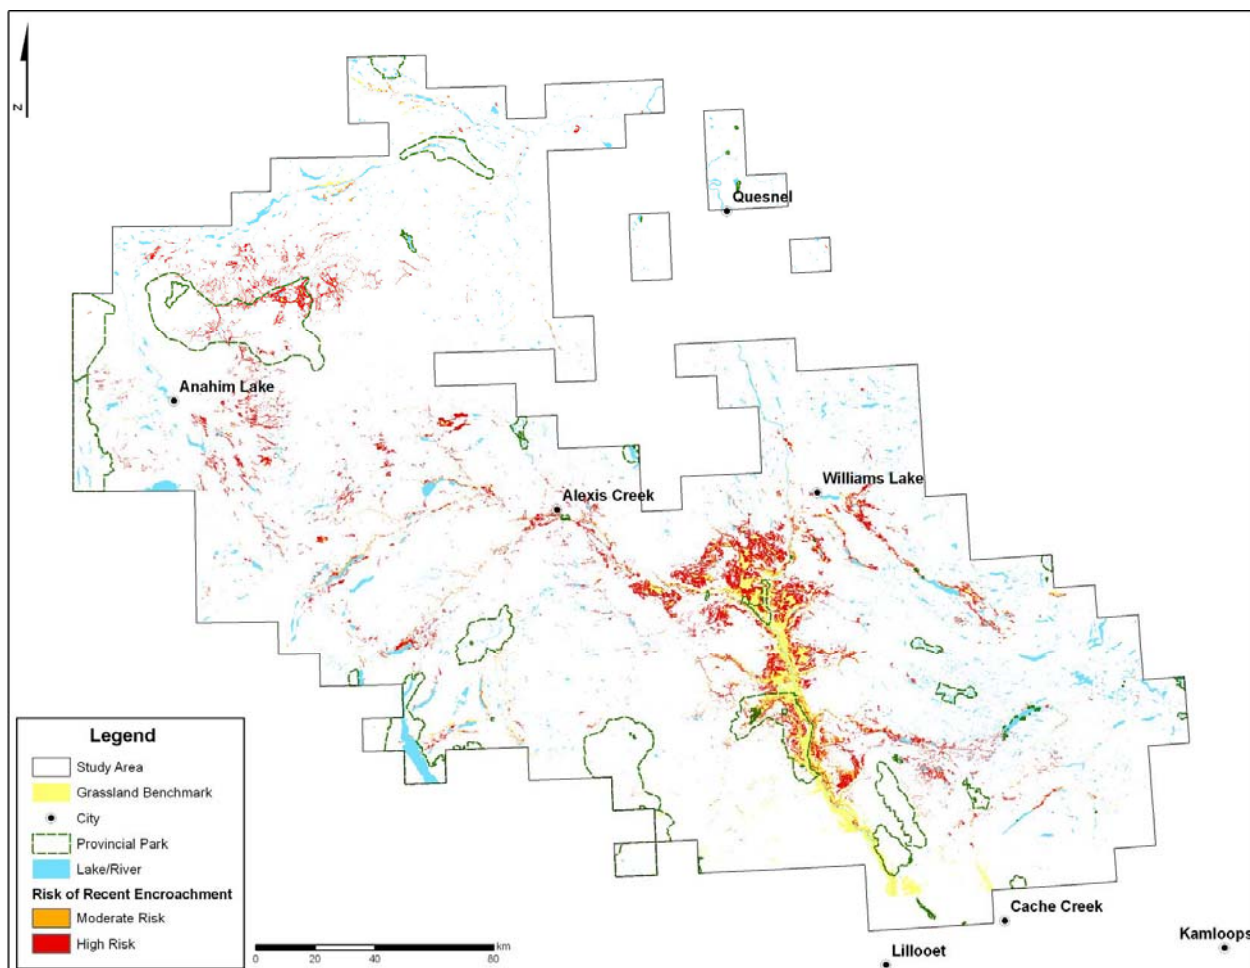 N
Quesnel
Anahim Lake
Williams Lake
Alexis Creek
Legend
Study Area
Grassland Benchmark
City
Provincial Park
Lake/River
Risk of Recent Encroachment
Moderate Risk
High Risk
km
0 20 40 80
Cache Creek
Kamloops
Lillooet